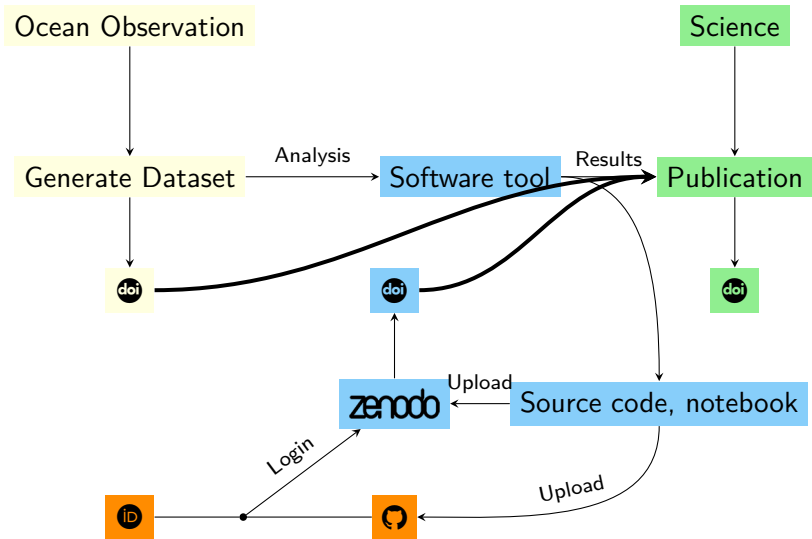 Ocean Observation
Science
Generate Dataset
Analysis
Software tool
Results
Publication
doi
doi
doi
zenodo
Upload
Source code, notebook
Login
Upload
iD